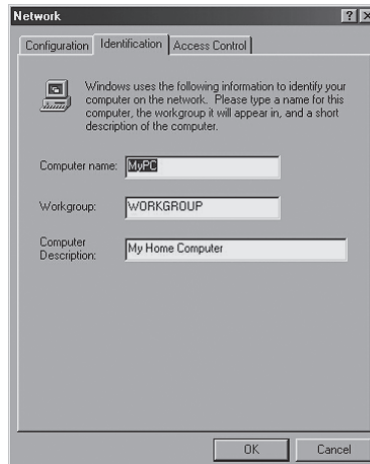 Network
Configuration Identification Access Control
Windows uses the following information to identify your
computer on the network. Please type a name for this
computer, the workgroup it will appear in, and a short
description of the computer.
Computer name: MyPC
Workgroup: WORKGROUP
Computer
Description: My Home Computer
OK Cancel